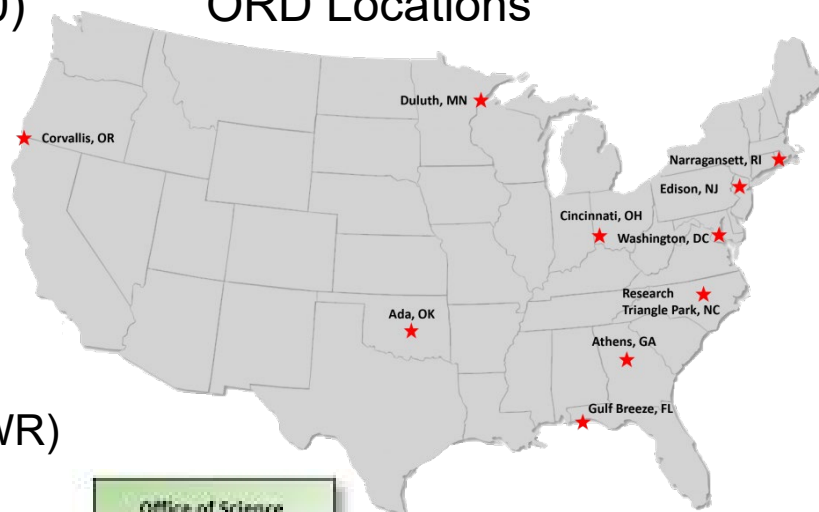 )
ORD Locations
Duluth, MN
Corvallis, OR
Narragansett, RI
Edison, NJ
Cincinnati, OH
Washington, DC
Research
Triangle Park, NC
Ada, OK
Athens, GA
Gulf Breeze, FL
WR)
Office of Science